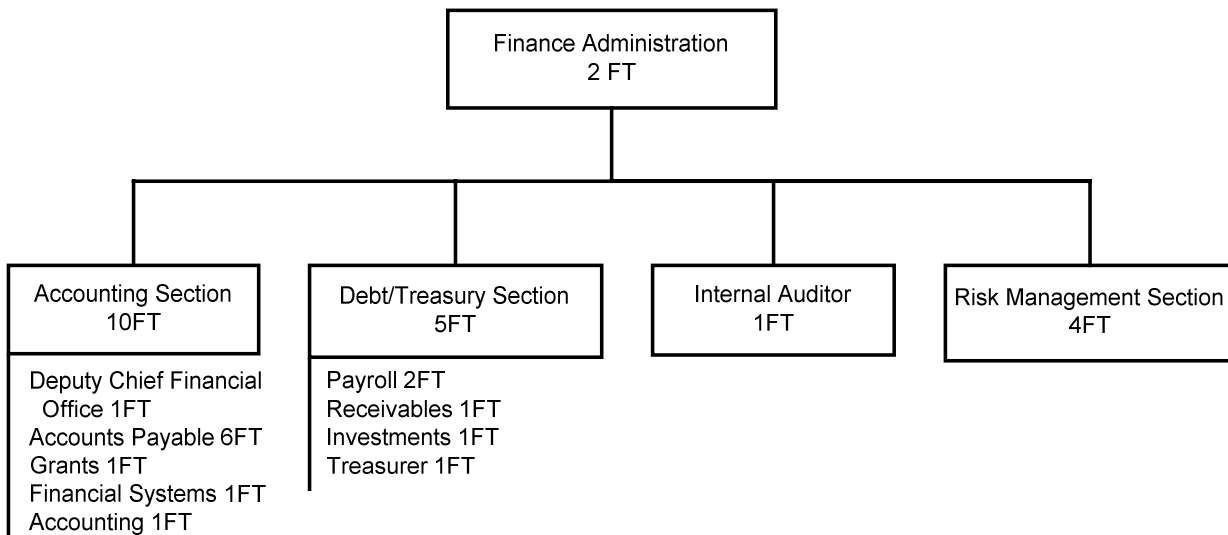 Finance Administration
2 FT
Accounting Section
10FT
Deputy Chief Financial
Office 1FT
Accounts Payable 6FT
Grants 1FT
Financial Systems 1FT
Accounting 1FT
Debt/Treasury Section
5FT
Payroll 2FT
Receivables 1FT
Investments 1FT
Treasurer 1FT
Internal Auditor
1FT
Risk Management Section
4FT